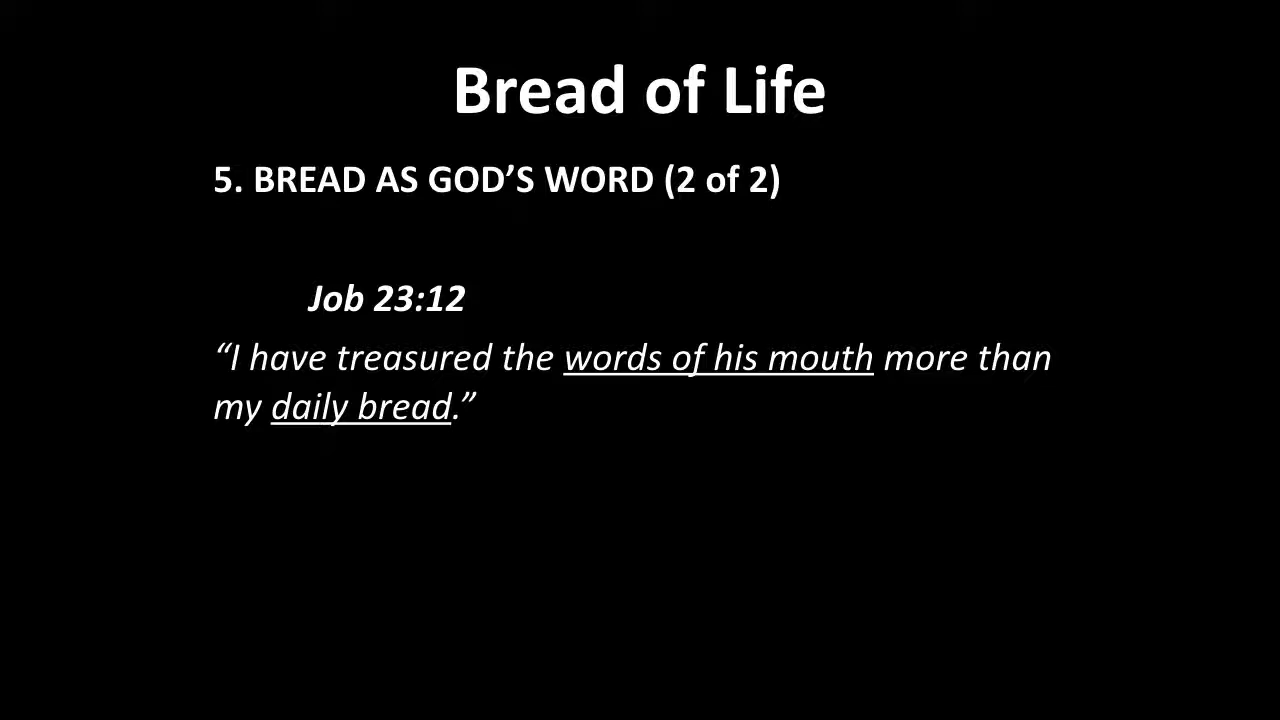 Bread of Life
5. BREAD AS GOD’S WORD (2 of 2)
Job 23:12
“I have treasured the words of his mouth more than
my daily bread.”